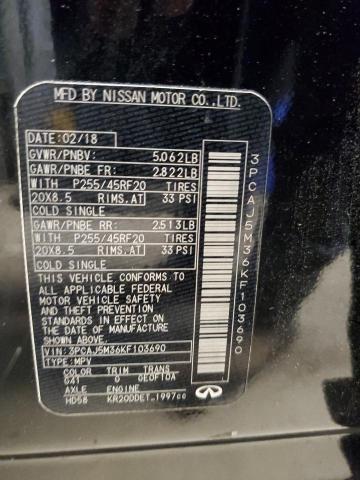 MFD BY NISSAN MOTOR CO., LTD.
DATE: 02/18
GVWR/PNBV: 5.062LB
GAWR/PNBE FR: 2.822LB
WITH P255/45RF20 TIRES
20X8.5 RIMS.AT 33 PSI
COLD SINGLE
GAWR/PNBE RR: 2.513LB
WITH P255/45RF20 TIRES
20X8.5 RIMS.AT 33 PSI
COLD SINGLE
THIS VEHICLE CONFORMS TO
ALL APPLICABLE FEDERAL
MOTOR VEHICLE SAFETY
AND THEFT PREVENTION
STANDARDS IN EFFECT ON
THE DATE OF MANUFACTURE
SHOWN ABOVE.
VIN: 3PCAJ5M36KF103690
TYPE: MPV
COLOR TRIM TRANS
G41 0 0E0F10A
AXLE ENGINE
HD58 KR20DDET 1997cc
INFINITI
3PCAJ5M36KF103690